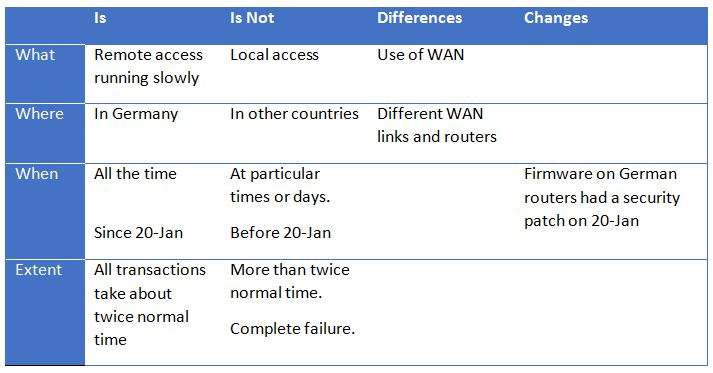 Is Is Not Differences Changes
What Remote access Local access Use of WAN
running slowly
Where In Germany In other countries Different WAN
links and routers
When All the time At particular Firmware on German
times or days. routers had a security
patch on 20-Jan
Since 20-Jan Before 20-Jan
Extent All transactions More than twice
take about normal time.
twice normal
time Complete failure.